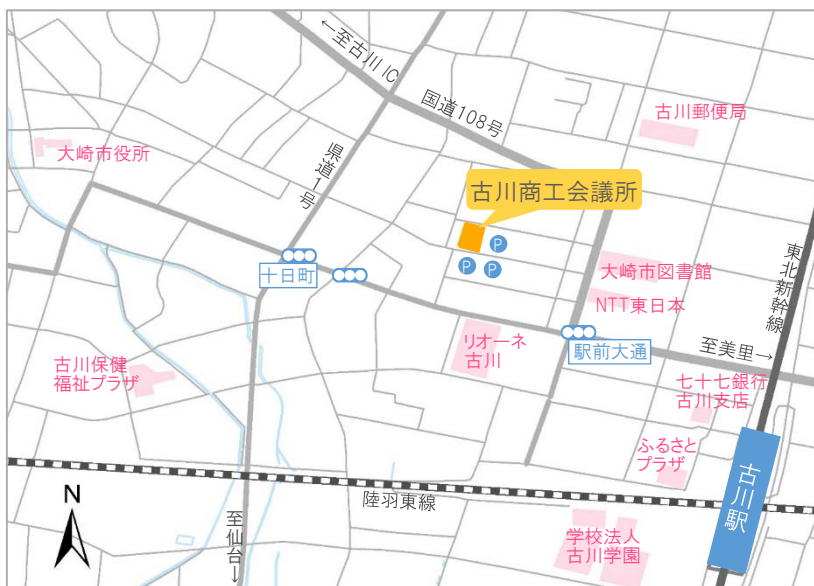 ←至古川IC
国道108号
古川郵便局
大崎市役所
県道1号
古川商工会議所
P
P
P
東北新幹線
大崎市図書館
NTT東日本
十日町
リオーネ
古川
駅前大通
至美里→
古川保健
福祉プラザ
七十七銀行
古川支店
ふるさと
プラザ
古川駅
陸羽東線
N
至仙台→
学校法人
古川学園